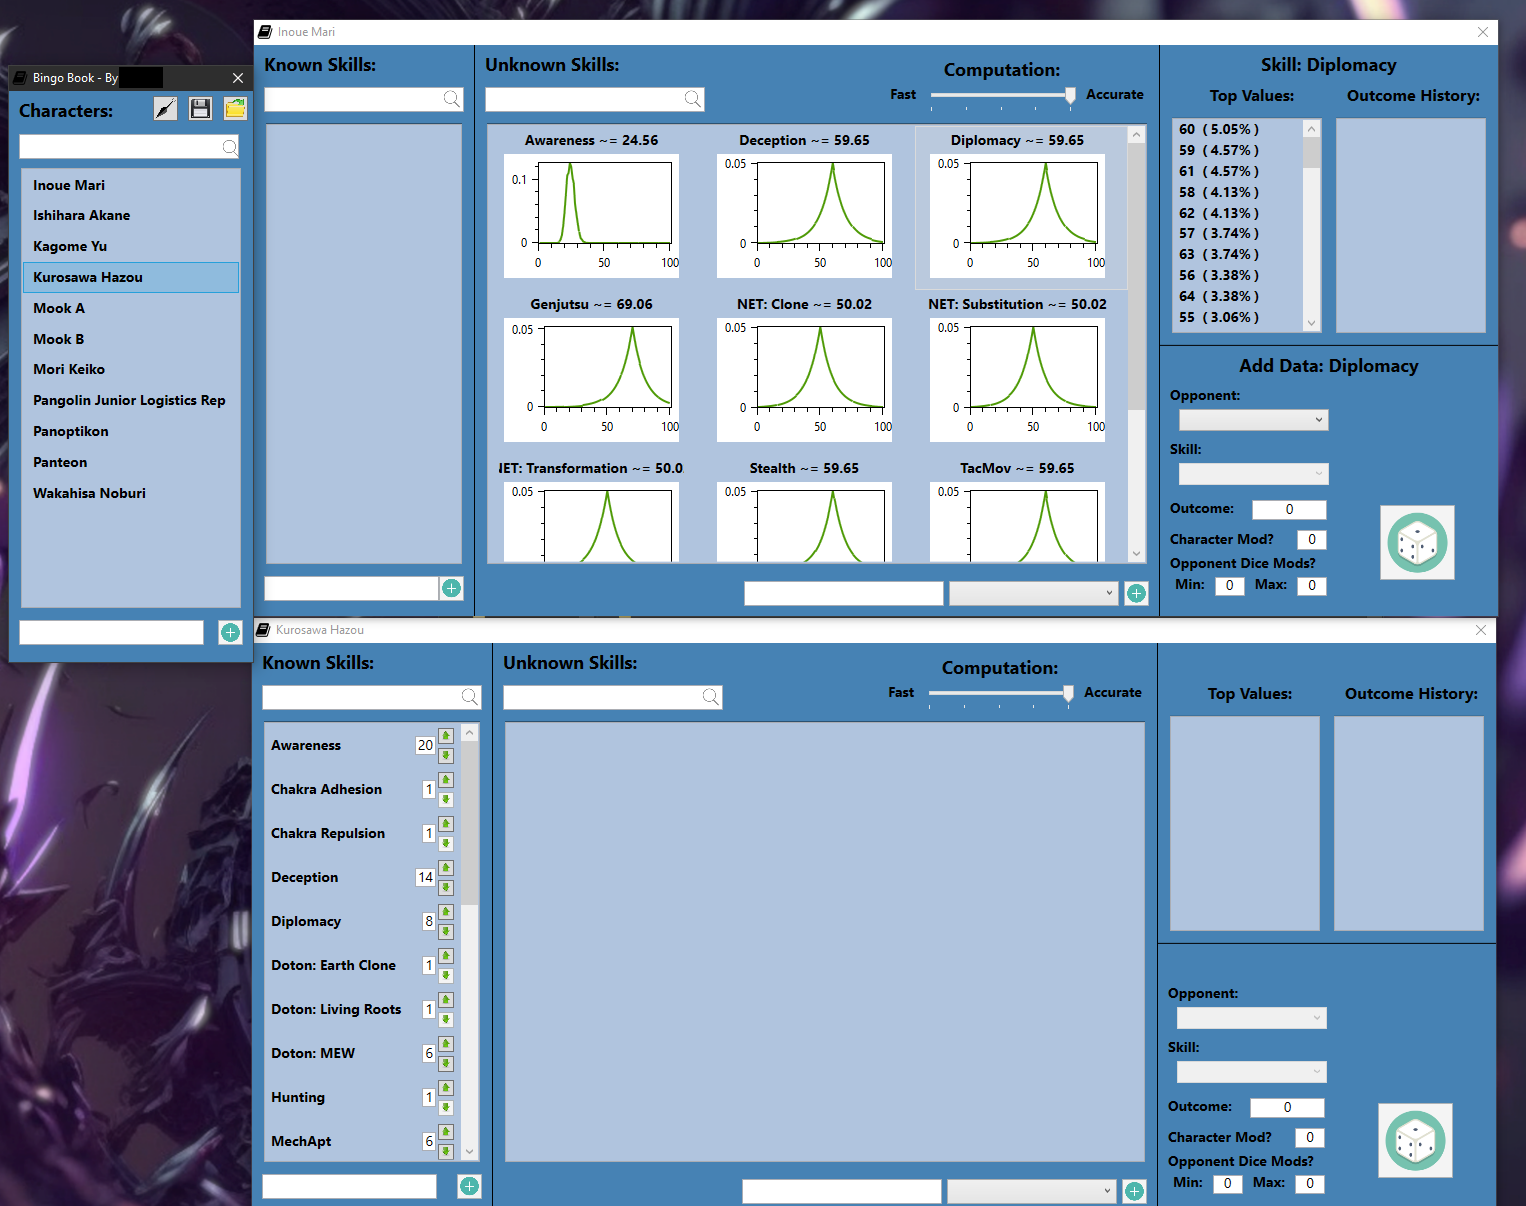 Bingo Book - By
Characters:
Inoue Mari
Ishihara Akane
Kagome Yu
Kurosawa Hazou
Mook A
Mook B
Mori Keiko
Pangolin Junior Logistics Rep
Panoptikon
Panteon
Wakahisa Noburi
Inoue Mari
Known Skills:
Unknown Skills:
Computation:
Fast
Accurate
Awareness ~= 24.56
0.1
0
0 50 100
Deception ~= 59.65
0.05
0
0 50 100
Diplomacy ~= 59.65
0.05
0
0 50 100
Genjutsu ~= 69.06
0.05
0
0 50 100
NET: Clone ~= 50.02
0.05
0
0 50 100
NET: Substitution ~= 50.02
0.05
0
0 50 100
NET: Transformation ~= 50.0
0.05
Stealth ~= 59.65
0.05
TacMov ~= 59.65
0.05
Skill: Diplomacy
Top Values:
Outcome History:
60 ( 5.05% )
59 ( 4.57% )
61 ( 4.57% )
58 ( 4.13% )
62 ( 4.13% )
57 ( 3.74% )
63 ( 3.74% )
56 ( 3.38% )
64 ( 3.38% )
55 ( 3.06% )
Add Data: Diplomacy
Opponent:
Skill:
Outcome: 0
Character Mod? 0
Opponent Dice Mods?
Min: 0 Max: 0
Kurosawa Hazou
Known Skills:
Unknown Skills:
Computation:
Fast
Accurate
Awareness 20
Chakra Adhesion 1
Chakra Repulsion 1
Deception 14
Diplomacy 8
Doton: Earth Clone 1
Doton: Living Roots 1
Doton: MEW 6
Hunting 1
MechApt 6
Top Values:
Outcome History:
Opponent:
Skill:
Outcome: 0
Character Mod? 0
Opponent Dice Mods?
Min: 0 Max: 0